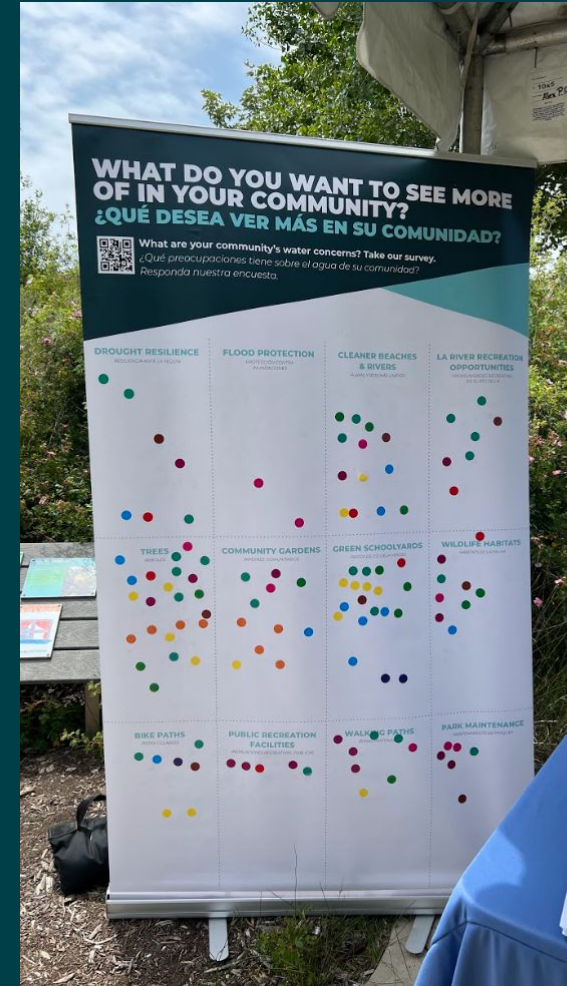 WHAT DO YOU WANT TO SEE MORE
OF IN YOUR COMMUNITY?
¿QUÉ DESEA VER MÁS EN SU COMUNIDAD?
What are your community's water concerns? Take our survey.
¿Qué preocupaciones tiene sobre el agua de su comunidad?
Responda nuestra encuesta.
DROUGHT RESILIENCE
FLOOD PROTECTION
CLEANER BEACHES
& RIVERS
LA RIVER RECREATION
OPPORTUNITIES
TREES
COMMUNITY GARDENS
GREEN SCHOOLYARDS
WILDLIFE HABITATS
BIKE PATHS
PUBLIC RECREATION
FACILITIES
WALKING PATHS
PARK MAINTENANCE
10x5